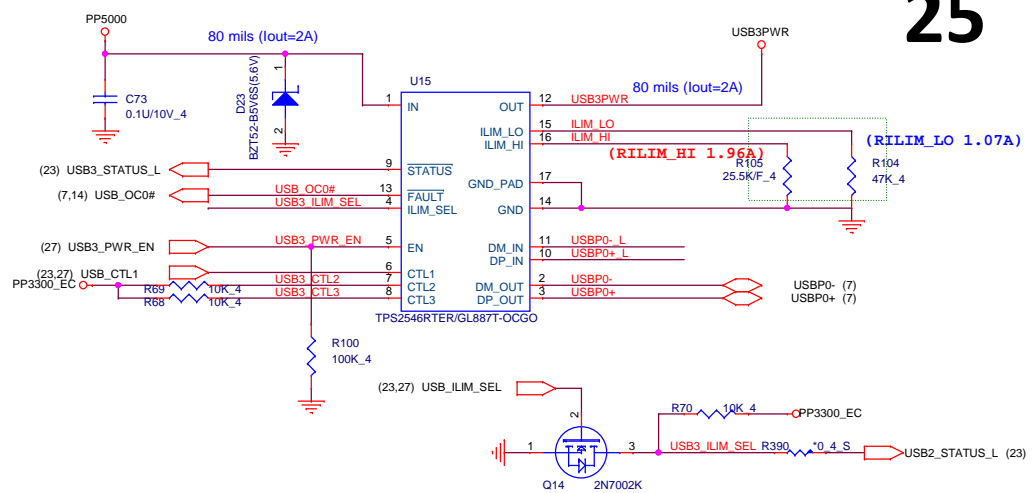 25
PP5000
80 mils (Iout=2A)
USB3PWR
1
2
D23
BZT52-B5V6S(5.6V)
C73
0.1U/10V_4
U15
80 mils (Iout=2A)
1 IN
OUT 12 USB3PWR
ILIM_LO 15 ILIM_LO
ILIM_HI 16 ILIM_HI
(RILIM_LO 1.07A)
(RILIM_HI 1.96A)
R105
25.5K/F_4
R104
47K_4
(23) USB3_STATUS_L 9 STATUS
GND_PAD 17
(7,14) USB_OC0# USB_OC0# 13 FAULT
USB3_ILIM_SEL 4 ILIM_SEL
GND 14
(27) USB3_PWR_EN USB3_PWR_EN 5 EN
DM_IN 11 USBP0-_L
DP_IN 10 USBP0+_L
(23,27) USB_CTL1 6 CTL1
PP3300_EC R69 10K_4 USB3_CTL2 7 CTL2
R68 10K_4 USB3_CTL3 8 CTL3
DM_OUT 2 USBP0- USBP0- (7)
DP_OUT 3 USBP0+ USBP0+ (7)
TPS2546RTER/GL887T-OCGO
R100
100K_4
(23,27) USB_ILIM_SEL
2
R70 10K_4 PP3300_EC
1
3 USB3_ILIM_SEL R390 *0_4_S USB2_STATUS_L (23)
Q14 2N7002K